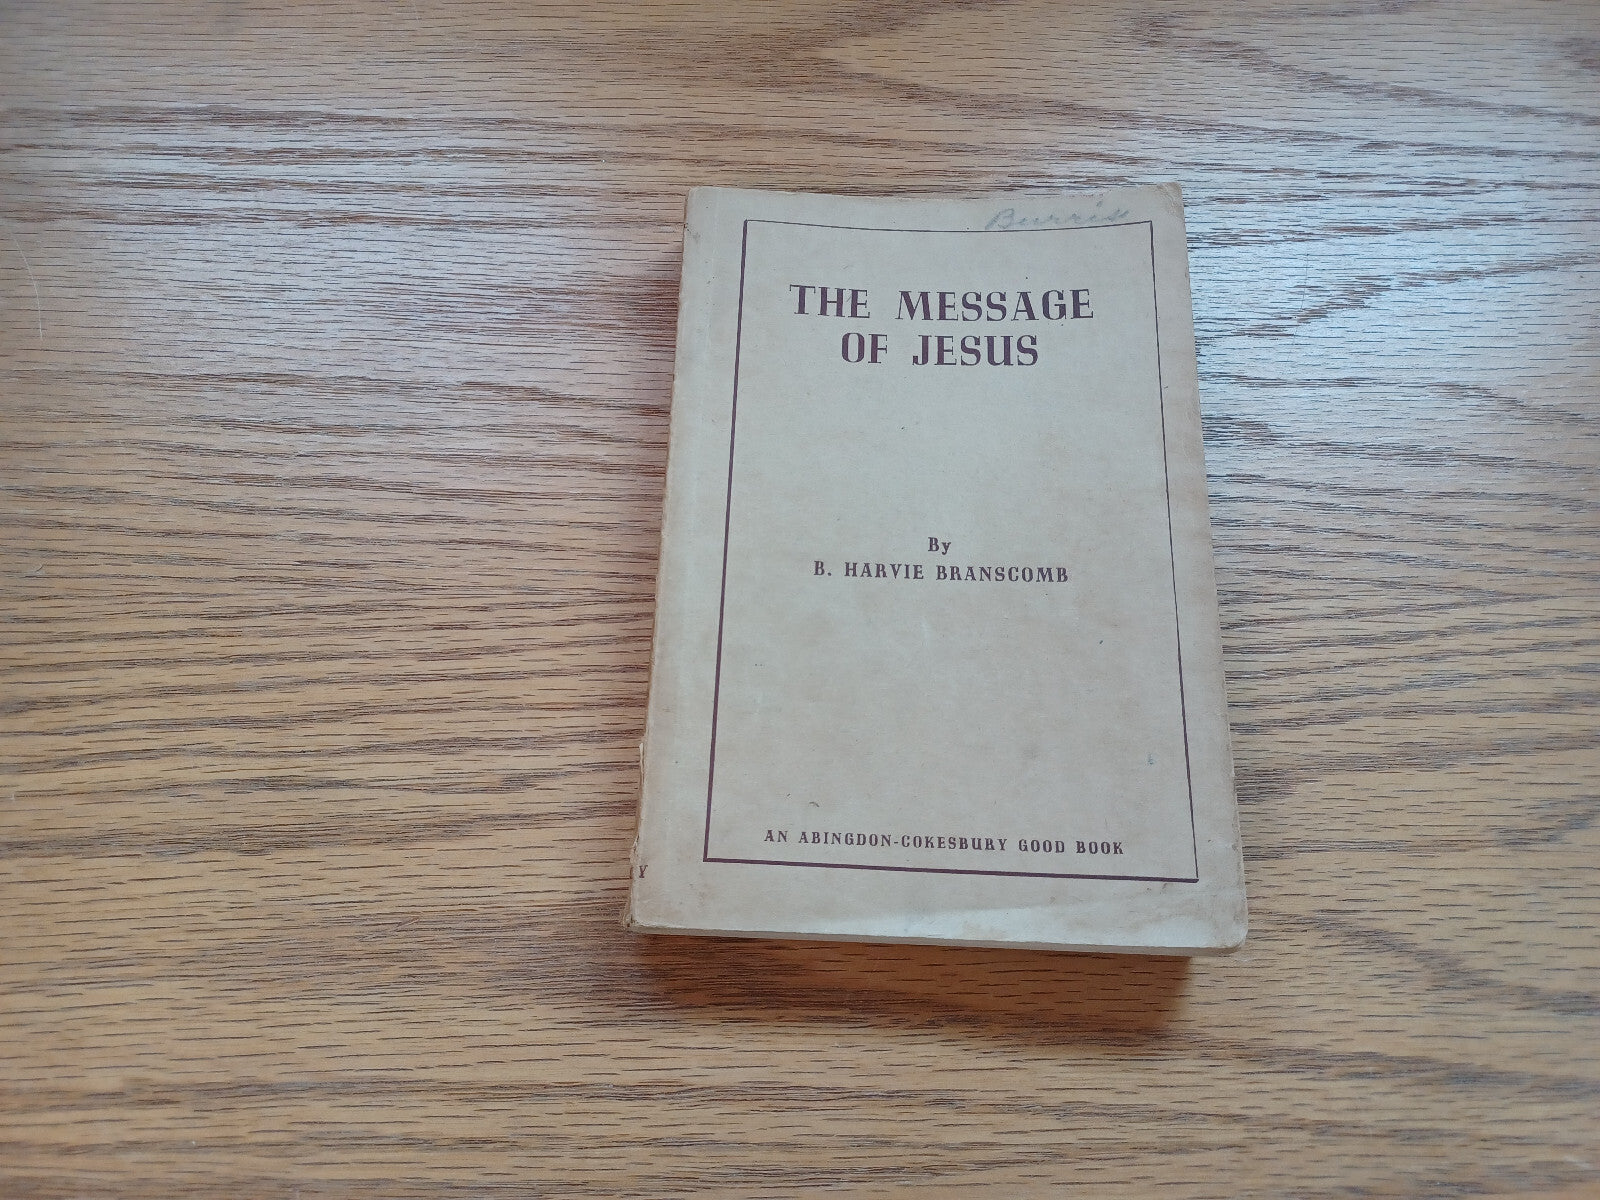 Burris
THE MESSAGE
OF JESUS
By
B. HARVIE BRANSCOMB
AN ABINGDON-COKESBURY GOOD BOOK
Y